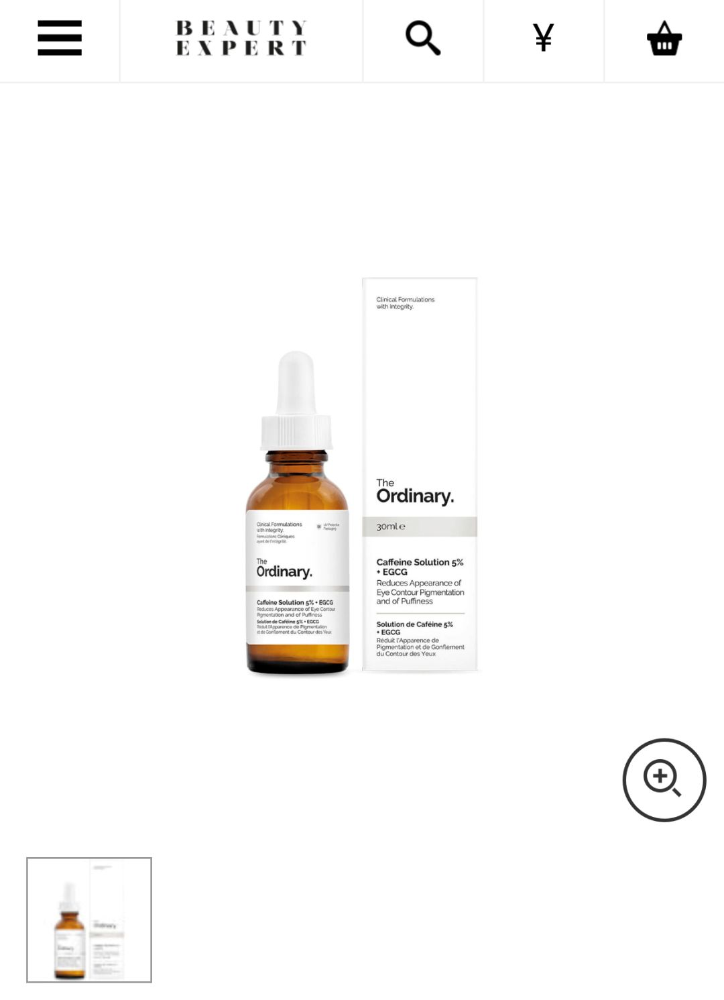 BEAUTY
EXPERT
¥
Clinical Formulations
with Integrity.
The
Ordinary.
30ml ℮
Caffeine Solution 5%
+ EGCG
Reduces Appearance of
Eye Contour Pigmentation
and of Puffiness
Solution de Caféine 5%
+ EGCG
Réduit l'Apparence de
Pigmentation et de Gonflement
du Contour des Yeux
Clinical Formulations
with Integrity.
Formulations Cliniques
ayant de l'intégrité.
UV Protective
Packaging
The
Ordinary.
Caffeine Solution 5% + EGCG
Reduces Appearance of Eye Contour
Pigmentation and of Puffiness
Solution de Caféine 5% + EGCG
Réduit l'Apparence de Pigmentation
et de Gonflement du Contour des Yeux